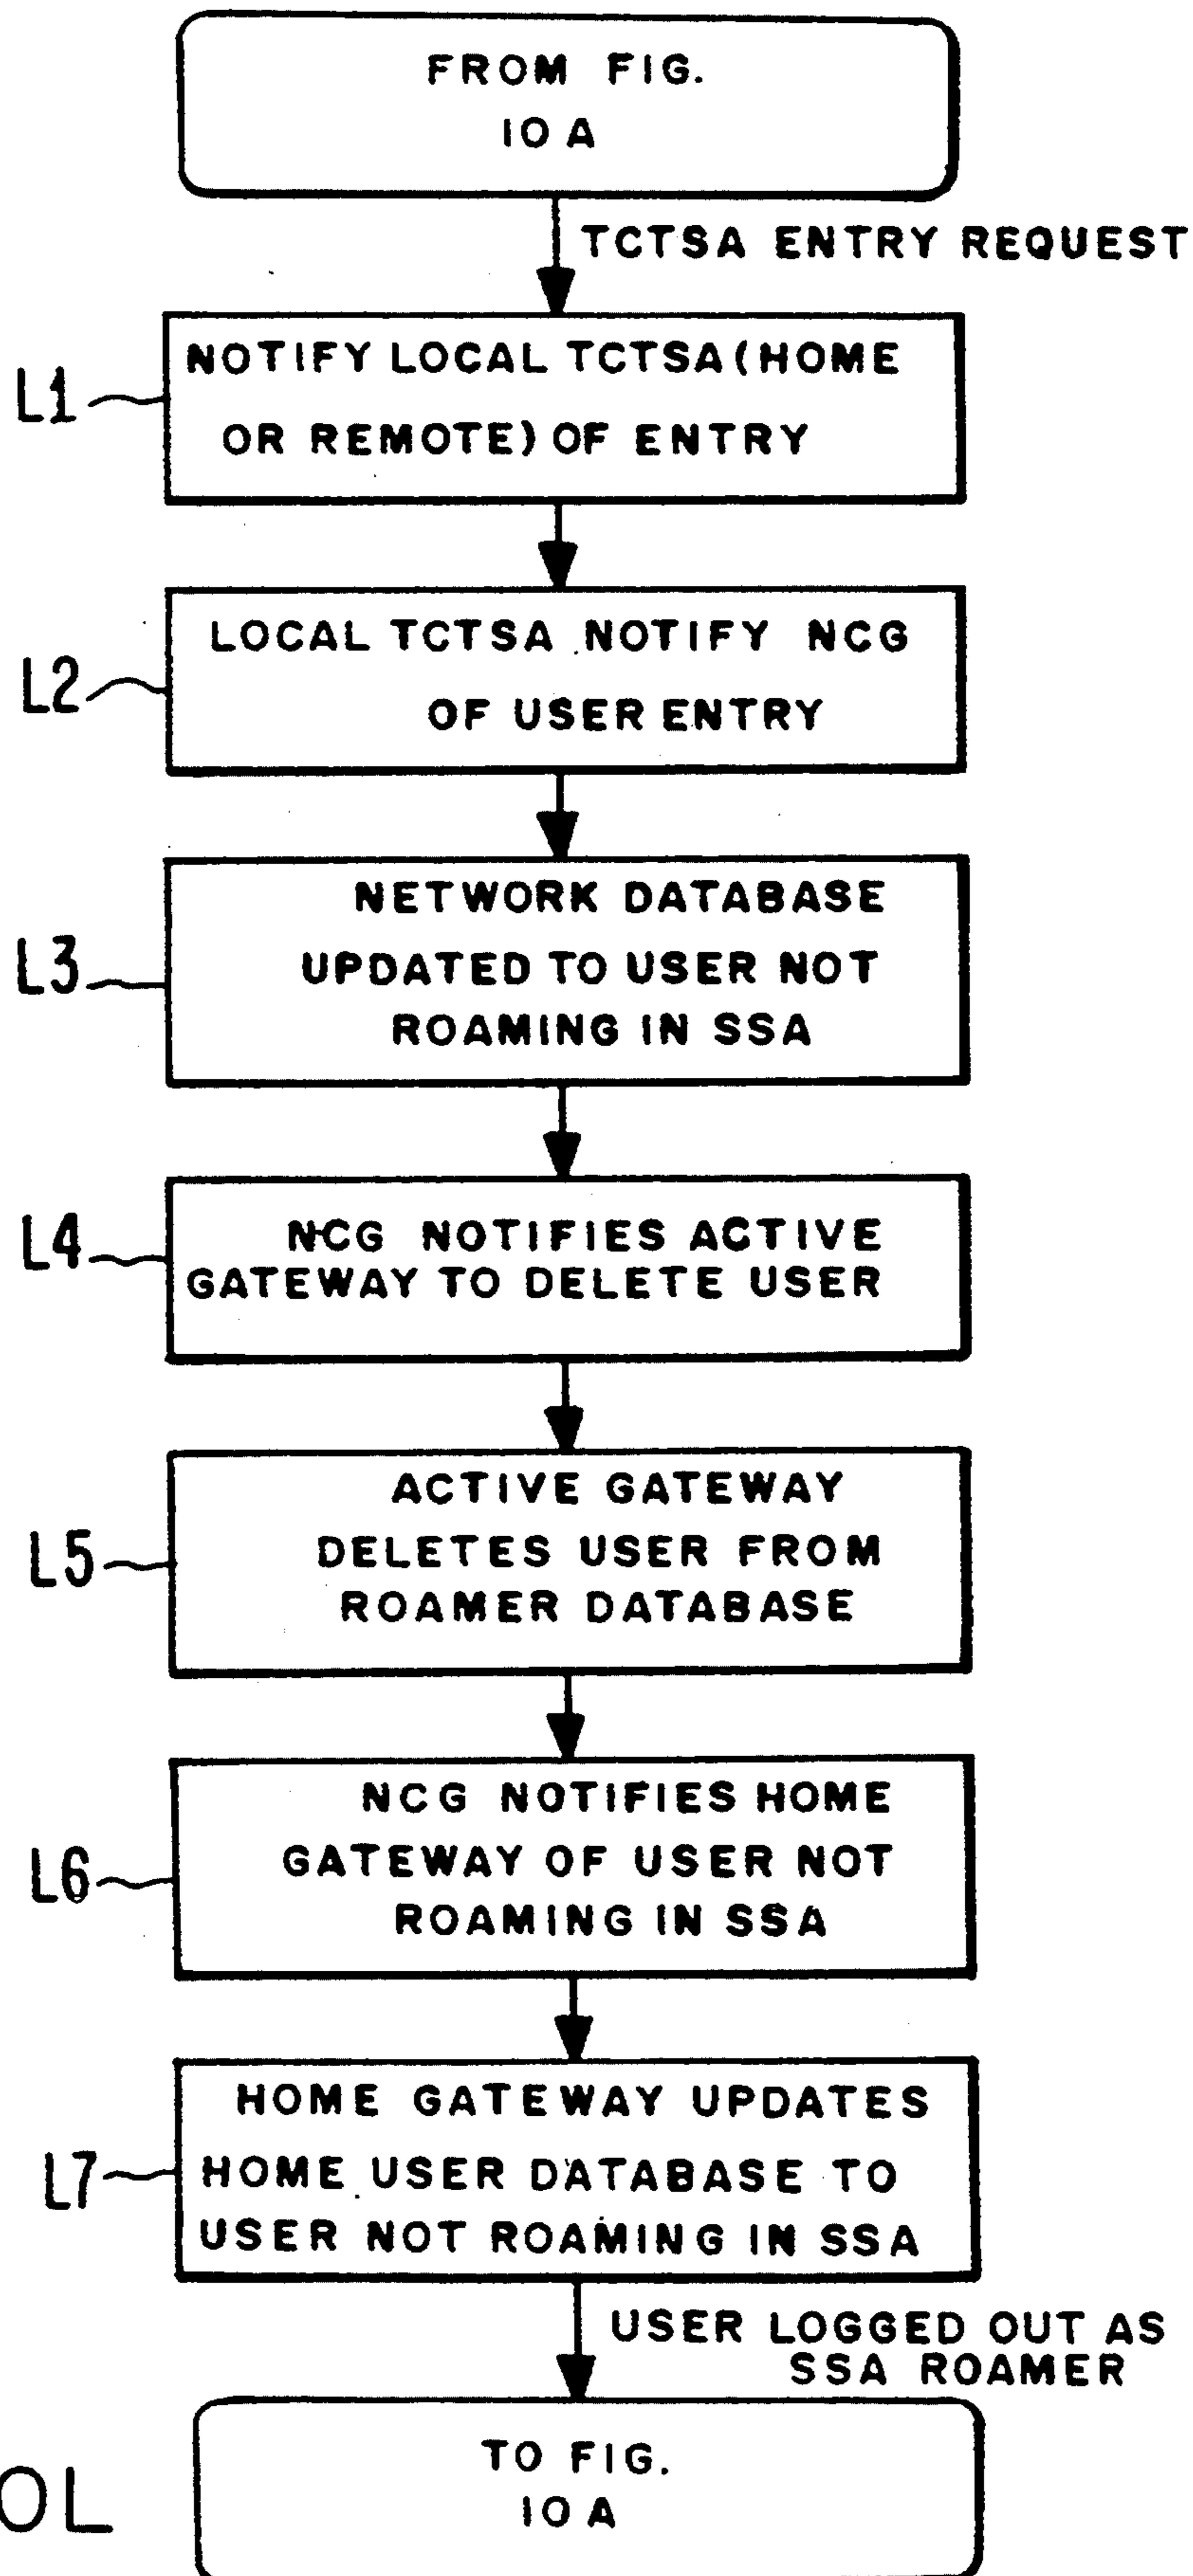 FROM FIG.
10 A
TCTSA ENTRY REQUEST
L1
NOTIFY LOCAL TCTSA (HOME
OR REMOTE) OF ENTRY
L2
LOCAL TCTSA NOTIFY NCG
OF USER ENTRY
L3
NETWORK DATABASE
UPDATED TO USER NOT
ROAMING IN SSA
L4
NCG NOTIFIES ACTIVE
GATEWAY TO DELETE USER
L5
ACTIVE GATEWAY
DELETES USER FROM
ROAMER DATABASE
L6
NCG NOTIFIES HOME
GATEWAY OF USER NOT
ROAMING IN SSA
L7
HOME GATEWAY UPDATES
HOME USER DATABASE TO
USER NOT ROAMING IN SSA
USER LOGGED OUT AS
SSA ROAMER
TO FIG.
10 A